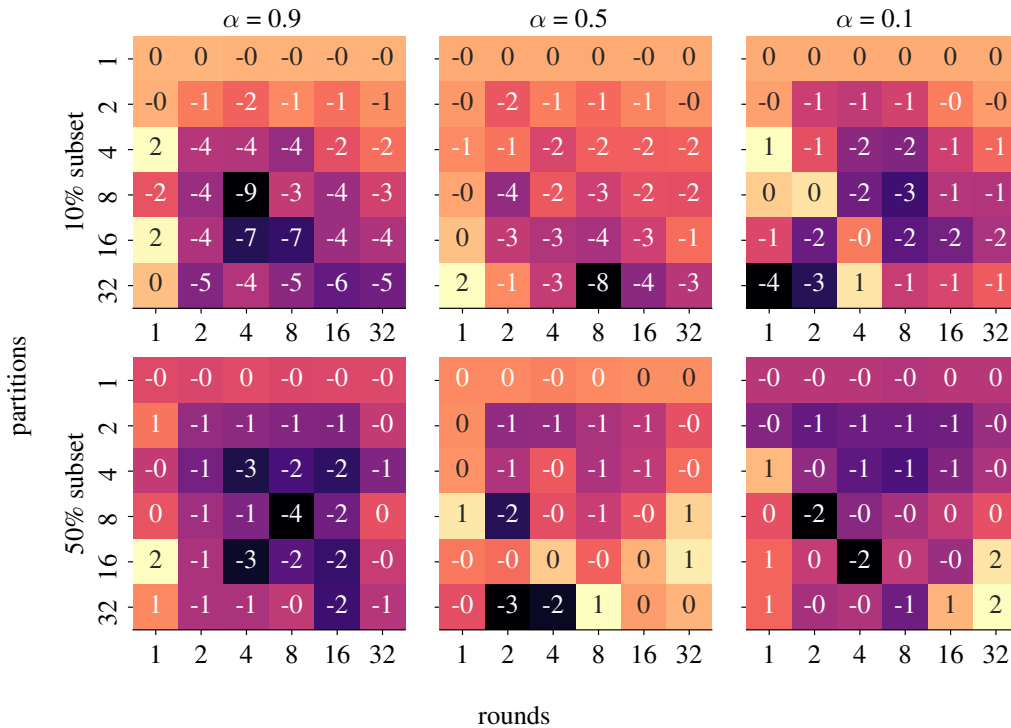 α = 0.9 α = 0.5 α = 0.1
1 0 0 -0 -0 -0 -0 -0 0 0 0 -0 0 0 0 0 0 0 0
2 -0 -1 -2 -1 -1 -1 -0 -2 -1 -1 -1 -0 -0 -1 -1 -1 -0 -0
4 2 -4 -4 -4 -2 -2 -1 -1 -2 -2 -2 -2 1 -1 -2 -2 -1 -1
8 -2 -4 -9 -3 -4 -3 -0 -4 -2 -3 -2 -2 0 0 -2 -3 -1 -1
16 2 -4 -7 -7 -4 -4 0 -3 -3 -4 -3 -1 -1 -2 -0 -2 -2 -2
32 0 -5 -4 -5 -6 -5 2 -1 -3 -8 -4 -3 -4 -3 1 -1 -1 -1
10% subset
1 2 4 8 16 32 1 2 4 8 16 32 1 2 4 8 16 32
partitions
1 -0 -0 0 -0 -0 -0 0 0 -0 0 0 0 -0 -0 -0 -0 0 0
2 1 -1 -1 -1 -1 -0 0 -1 -1 -1 -1 -0 -0 -1 -1 -1 -1 0
4 -0 -1 -3 -2 -2 -1 0 -1 -0 -1 -1 -0 1 -0 -1 -1 -1 -0
8 0 -1 -1 -4 -2 0 1 -2 -0 -1 -0 1 0 -2 -0 -0 0 0
16 2 -1 -3 -2 -2 -0 -0 -0 0 -0 0 1 1 0 -2 0 -0 2
32 1 -1 -1 -0 -2 -1 -0 -3 -2 1 0 0 1 -0 -0 -1 1 2
50% subset
1 2 4 8 16 32 1 2 4 8 16 32 1 2 4 8 16 32
rounds